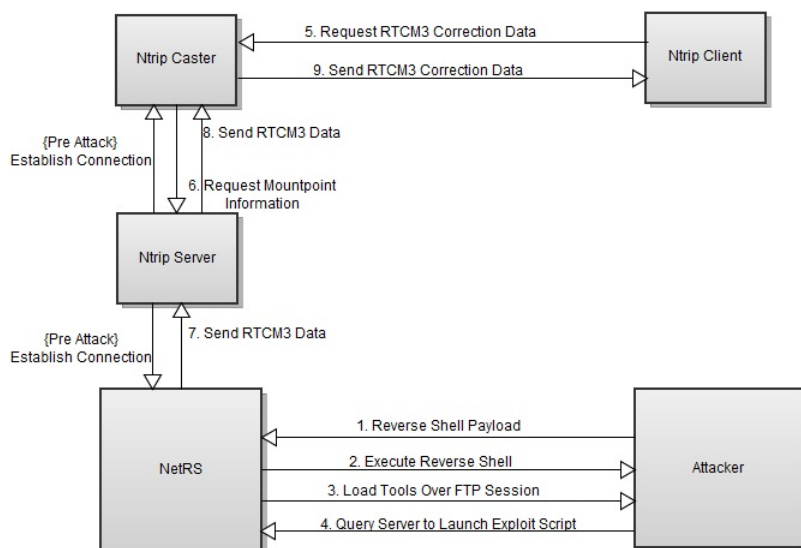 5. Request RTCM3 Correction Data
Ntrip Caster
Ntrip Client
9. Send RTCM3 Correction Data
{Pre Attack}
Establish Connection
8. Send RTCM3 Data
6. Request Mountpoint
Information
Ntrip Server
{Pre Attack}
Establish Connection
7. Send RTCM3 Data
1. Reverse Shell Payload
NetRS
2. Execute Reverse Shell
Attacker
3. Load Tools Over FTP Session
4. Query Server to Launch Exploit Script